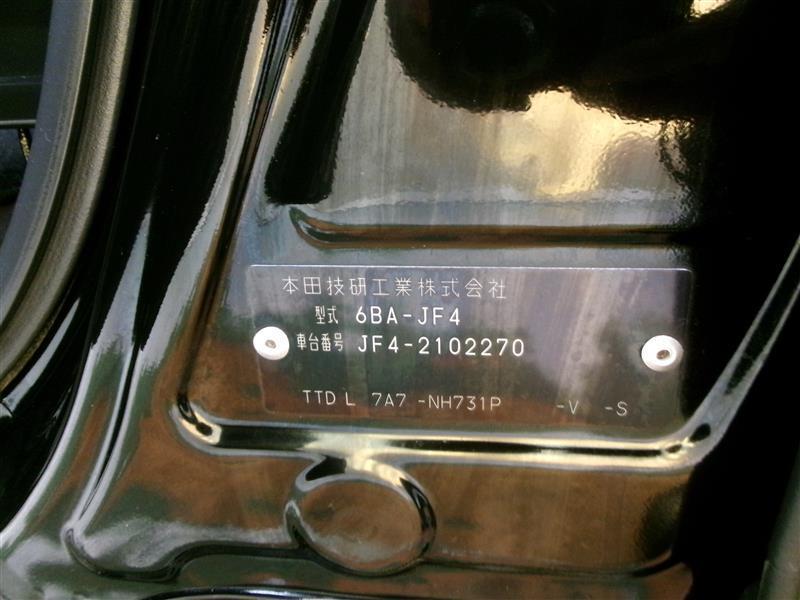 本田技研工業株式会社
型式 6BA-JF4
車台番号 JF4-2102270
TTD L 7A7 -NH731P -V -S